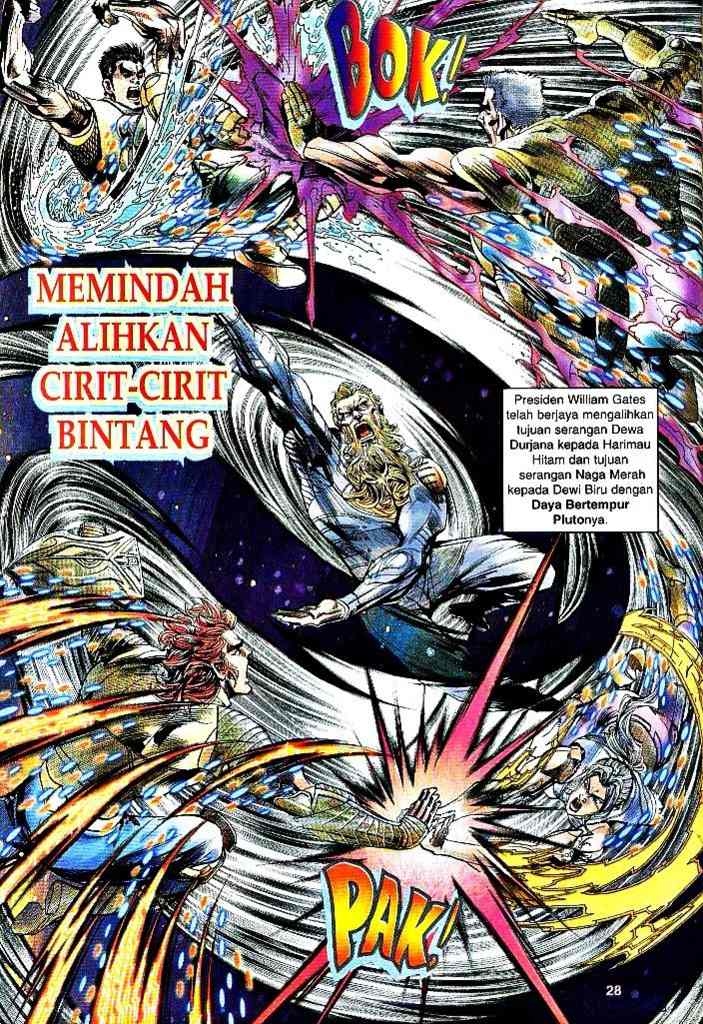 BOK!
MEMINDAH
ALIHKAN
CIRIT-CIRIT
BINTANG
Presiden William Gates
telah berjaya mengalihkan
tujuan serangan Dewa
Durjana kepada Harimau
Hitam dan tujuan
serangan Naga Merah
kepada Dewi Biru dengan
Daya Bertempur
Plutonya.
PAK!
28